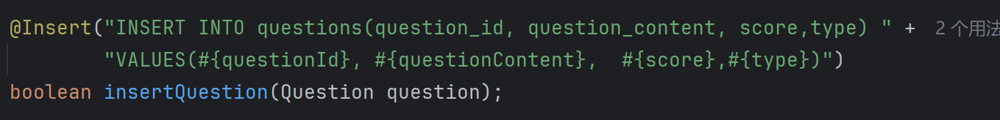 @Insert("INSERT INTO questions(question_id, question_content, score,type) " +  2 个用法
"VALUES(#{questionId}, #{questionContent},  #{score},#{type})")
boolean insertQuestion(Question question);